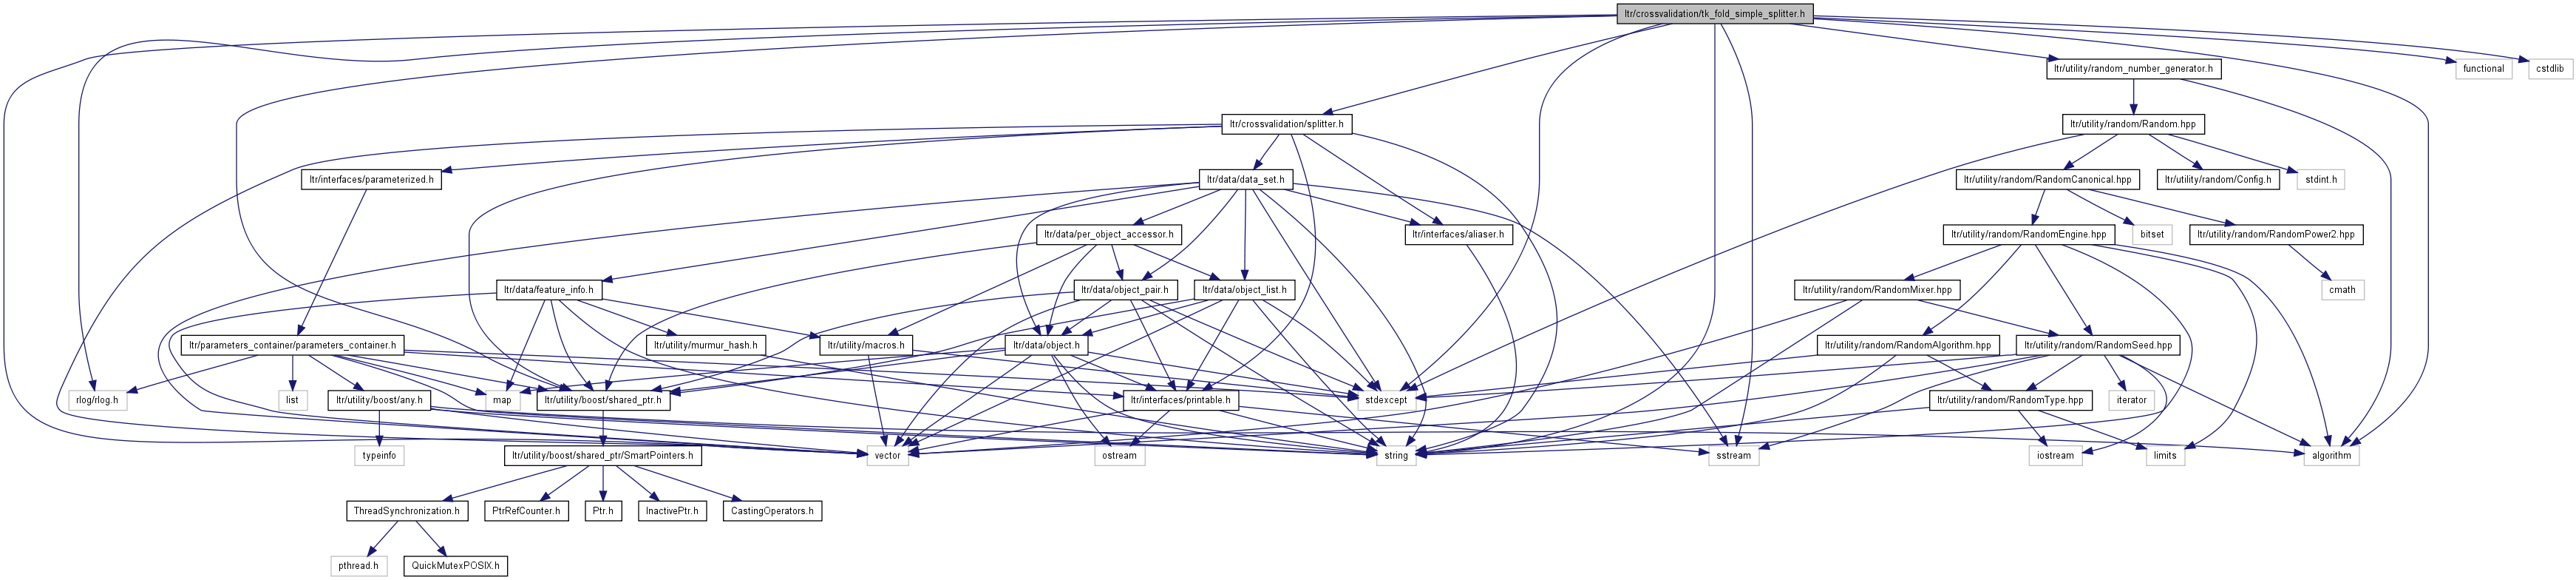 ltr/crossvalidation/tk_fold_simple_splitter.h
ltr/utility/random_number_generator.h
functional
cstdlib
ltr/crossvalidation/splitter.h
ltr/utility/random/Random.hpp
ltr/interfaces/parameterized.h
ltr/data/data_set.h
ltr/utility/random/RandomCanonical.hpp
ltr/utility/random/Config.h
stdint.h
ltr/data/per_object_accessor.h
ltr/interfaces/aliaser.h
ltr/utility/random/RandomEngine.hpp
bitset
ltr/utility/random/RandomPower2.hpp
ltr/data/feature_info.h
ltr/data/object_pair.h
ltr/data/object_list.h
ltr/utility/random/RandomMixer.hpp
cmath
ltr/parameters_container/parameters_container.h
ltr/utility/murmur_hash.h
ltr/utility/macros.h
ltr/data/object.h
ltr/utility/random/RandomAlgorithm.hpp
ltr/utility/random/RandomSeed.hpp
rlog/rlog.h
list
ltr/utility/boost/any.h
map
ltr/utility/boost/shared_ptr.h
ltr/interfaces/printable.h
stdexcept
ltr/utility/random/RandomType.hpp
iterator
typeinfo
ltr/utility/boost/shared_ptr/SmartPointers.h
vector
ostream
string
sstream
iostream
limits
algorithm
ThreadSynchronization.h
PtrRefCounter.h
Ptr.h
InactivePtr.h
CastingOperators.h
pthread.h
QuickMutexPOSIX.h